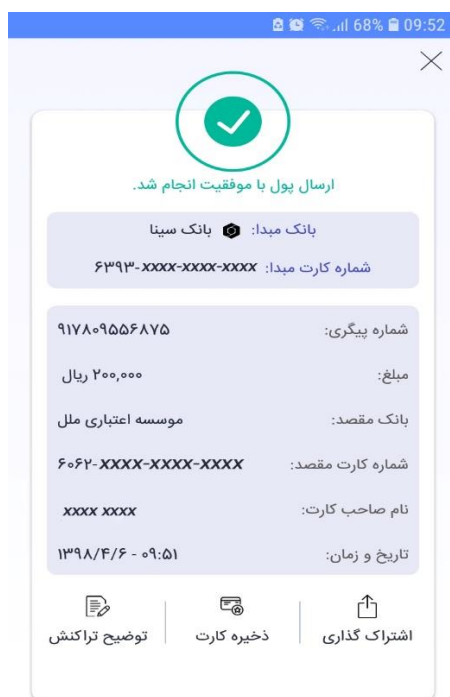 68% 09:52
ارسال پول با موفقیت انجام شد.
بانک مبدا: بانک سینا
شماره کارت مبدا: ۶۳۹۳-xxxx-xxxx-xxxx
شماره پیگری: ۹۱۷۸۰۹۵۵۶۸۷۵
مبلغ: ۲۰۰,۰۰۰ ریال
بانک مقصد: موسسه اعتباری ملل
شماره کارت مقصد: ۶۰۶۲-xxxx-xxxx-xxxx
نام صاحب کارت: xxxx xxxx
تاریخ و زمان: ۱۳۹۸/۴/۶ - ۰۹:۵۱
اشتراک گذاری ذخیره کارت توضیح تراکنش